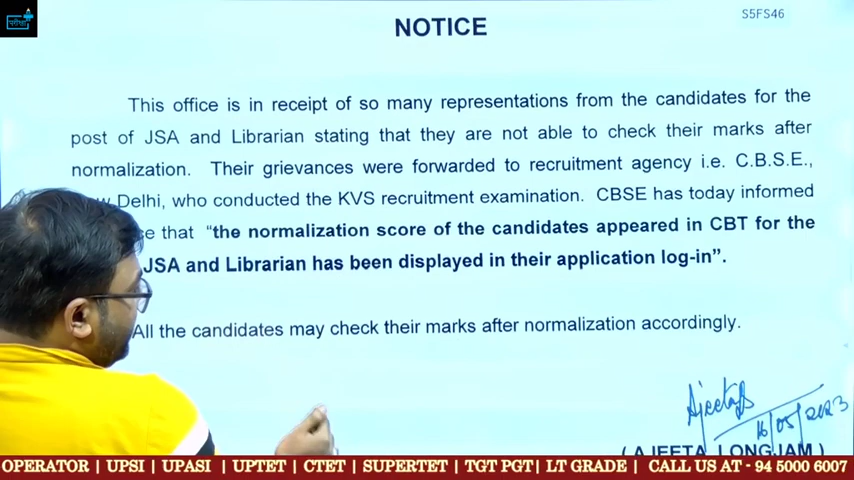 परीक्षा
S5FS46
NOTICE
This office is in receipt of so many representations from the candidates for the
post of JSA and Librarian stating that they are not able to check their marks after
normalization. Their grievances were forwarded to recruitment agency i.e. C.B.S.E.,
Delhi, who conducted the KVS recruitment examination. CBSE has today informed
that “the normalization score of the candidates appeared in CBT for the
JSA and Librarian has been displayed in their application log-in”.
All the candidates may check their marks after normalization accordingly.
16/05/2023
( AJEETA LONGJAM )
OPERATOR | UPSI | UPASI | UPTET | CTET | SUPERTET | TGT PGT | LT GRADE | CALL US AT - 94 5000 6007